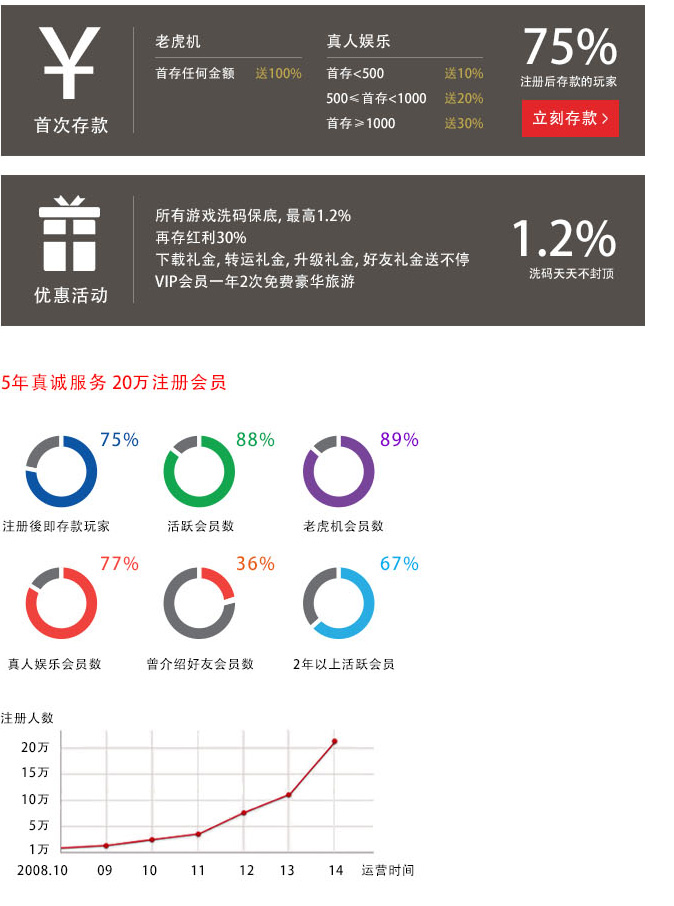 ¥
首次存款
老虎机
首存任何金额 送100%
真人娱乐
首存<500 送10%
500≤首存<1000 送20%
首存≥1000 送30%
75%
注册后存款的玩家
立刻存款 >
优惠活动
所有游戏洗码保底, 最高1.2%
再存红利30%
下载礼金, 转运礼金, 升级礼金, 好友礼金送不停
VIP会员一年2次免费豪华旅游
1.2%
洗码天天不封顶
5年真诚服务 20万注册会员
75%
注册後即存款玩家
88%
活跃会员数
89%
老虎机会员数
77%
真人娱乐会员数
36%
曾介绍好友会员数
67%
2年以上活跃会员
注册人数
20万
15万
10万
5万
1万
2008.10 09 10 11 12 13 14 运营时间